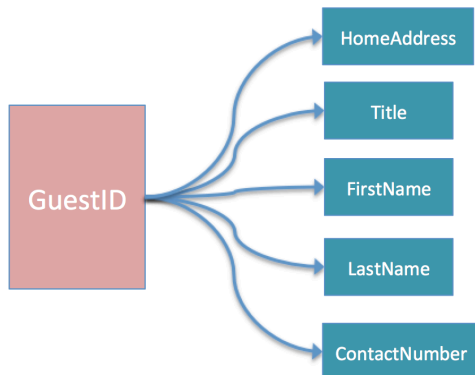 HomeAddress
Title
GuestID
FirstName
LastName
ContactNumber